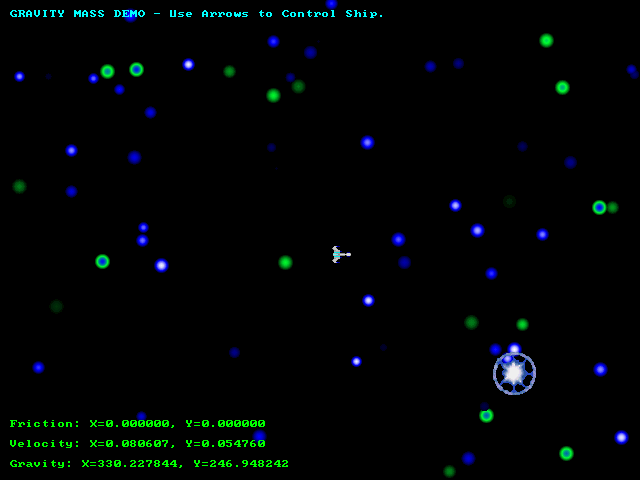 GRAVITY MASS DEMO - Use Arrows to Control Ship.
Friction: X=0.000000, Y=0.000000
Velocity: X=0.080607, Y=0.054760
Gravity: X=330.227844, Y=246.948242